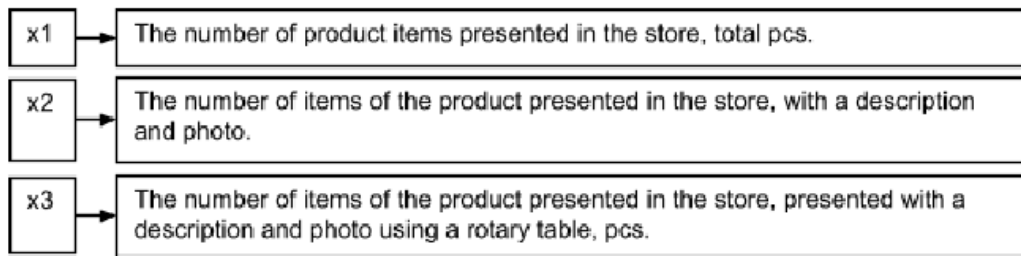 x1
The number of product items presented in the store, total pcs.
x2
The number of items of the product presented in the store, with a description
and photo.
x3
The number of items of the product presented in the store, presented with a
description and photo using a rotary table, pcs.